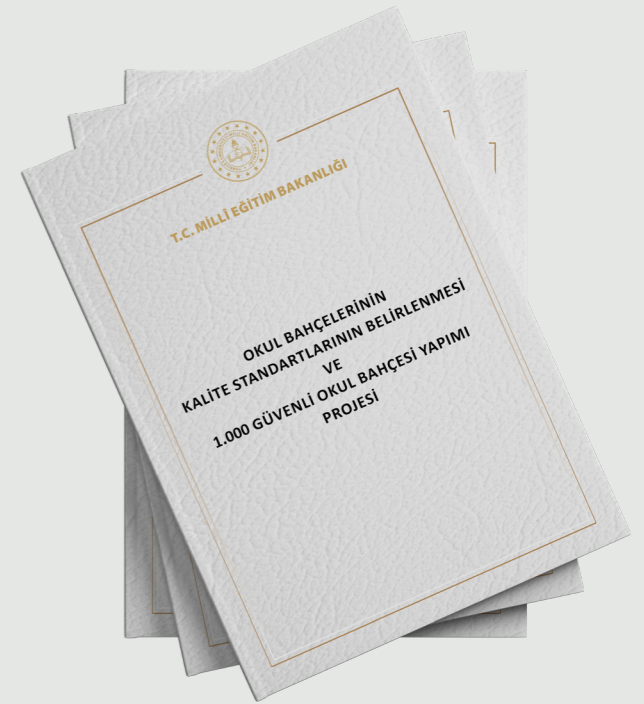 T.C. MİLLÎ EĞİTİM BAKANLIĞI
OKUL BAHÇELERİNİN
KALİTE STANDARTLARININ BELİRLENMESİ
VE
1.000 GÜVENLİ OKUL BAHÇESİ YAPIMI
PROJESİ